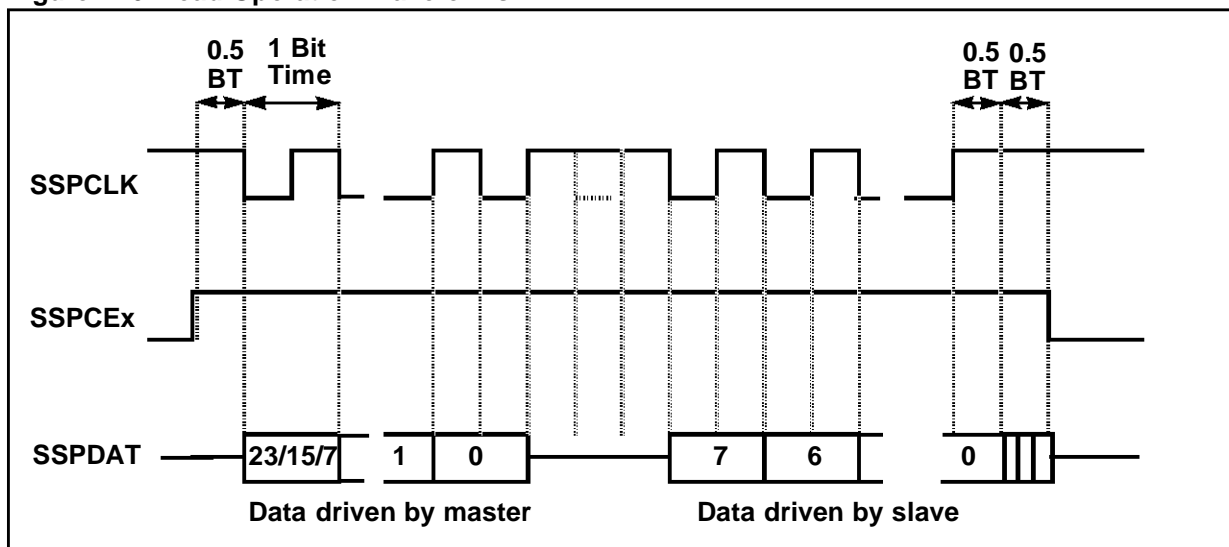 0.5 BT
1 Bit Time
0.5 BT
0.5 BT
SSPCLK
SSPCEx
SSPDAT
23/15/7
1
0
7
6
0
Data driven by master
Data driven by slave